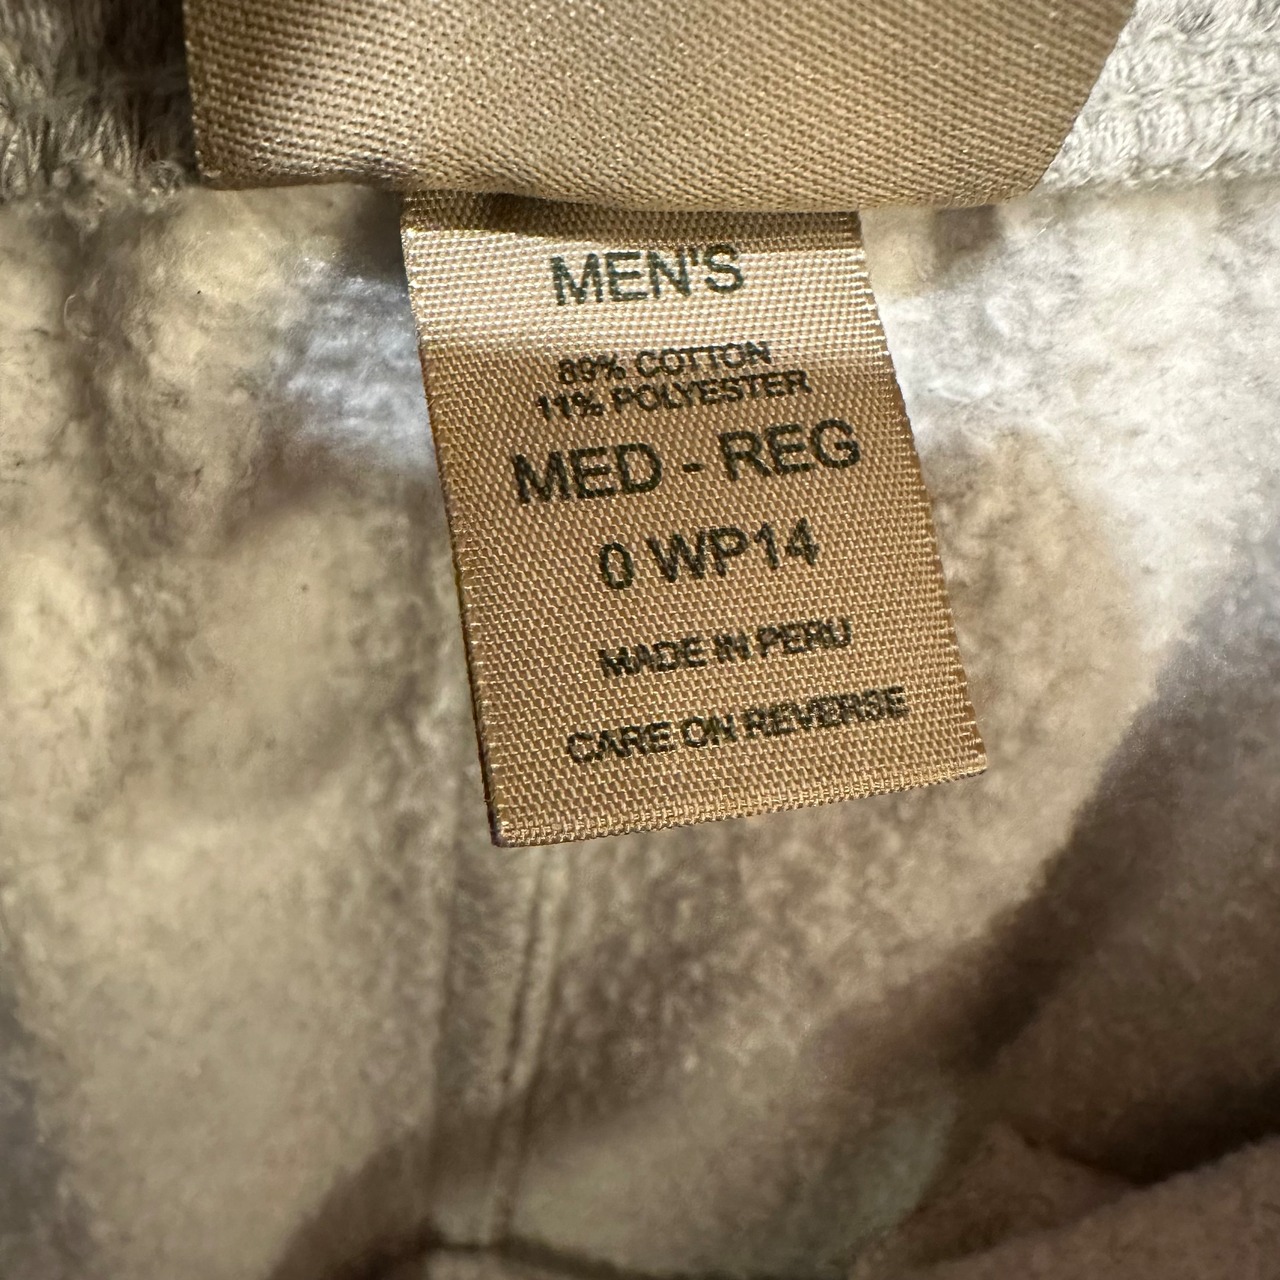 MEN'S
89% COTTON
11% POLYESTER
MED - REG
0 WP14
MADE IN PERU
CARE ON REVERSE